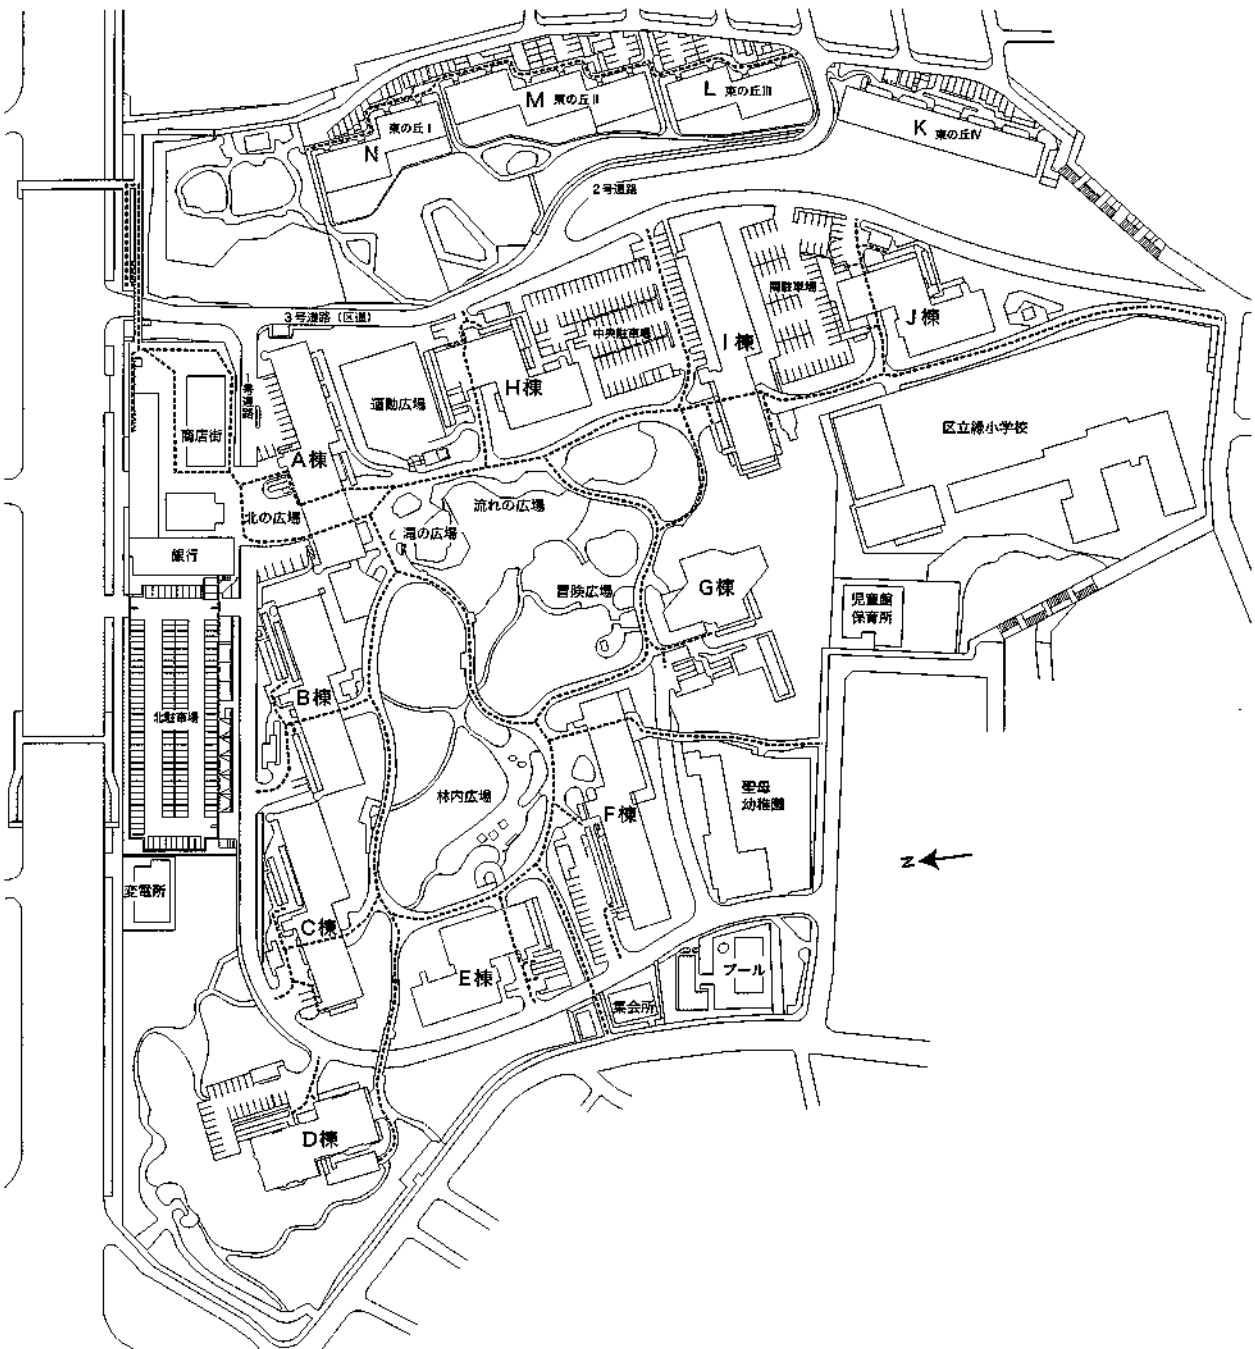 M 東の丘Ⅱ
L 東の丘Ⅲ
K 東の丘Ⅳ
東の丘Ⅰ
N
2号通路
3号通路(区道)
一号通路
商店街
A棟
運動広場
H棟
中央駐車場
I棟
南駐車場
J棟
区立緑小学校
北の広場
銀行
滝の広場
流れの広場
冒険広場
G棟
児童館
保育所
B棟
北駐車場
林内広場
F棟
聖母
幼稚園
N
変電所
C棟
E棟
集会所
プール
D棟